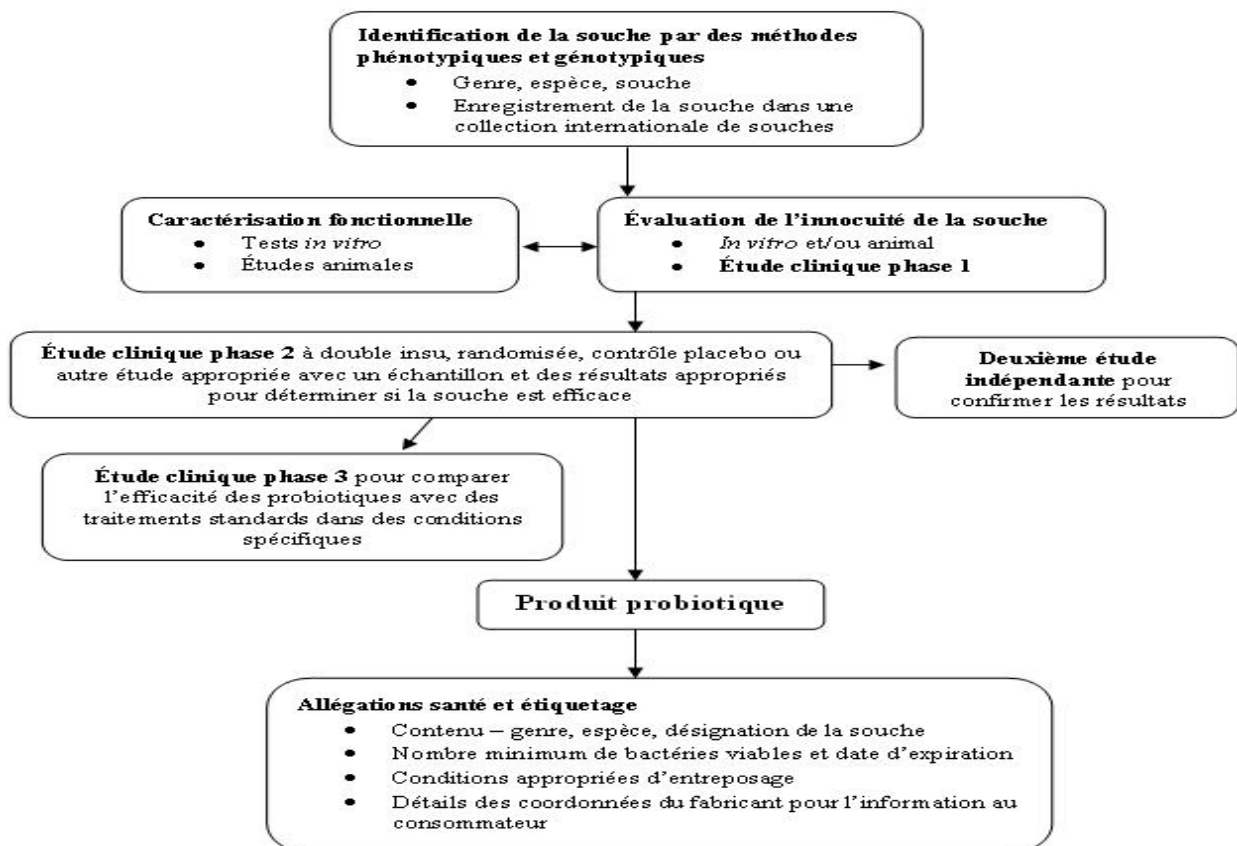 Identification de la souche par des méthodes
phénotypiques et génotypiques
• Genre, espèce, souche
• Enregistrement de la souche dans une
collection internationale de souches
Caractérisation fonctionnelle
• Tests in vitro
• Études animales
Évaluation de l'innocuité de la souche
• In vitro et/ou animal
• Étude clinique phase 1
Étude clinique phase 2 à double insu, randomisée, contrôle placebo ou
autre étude appropriée avec un échantillon et des résultats appropriés
pour déterminer si la souche est efficace
Deuxième étude
indépendante pour
confirmer les résultats
Étude clinique phase 3 pour comparer
l'efficacité des probiotiques avec des
traitements standards dans des conditions
spécifiques
Produit probiotique
Allégations santé et étiquetage
• Contenu – genre, espèce, désignation de la souche
• Nombre minimum de bactéries viables et date d'expiration
• Conditions appropriées d'entreposage
• Détails des coordonnées du fabricant pour l'information au
consommateur